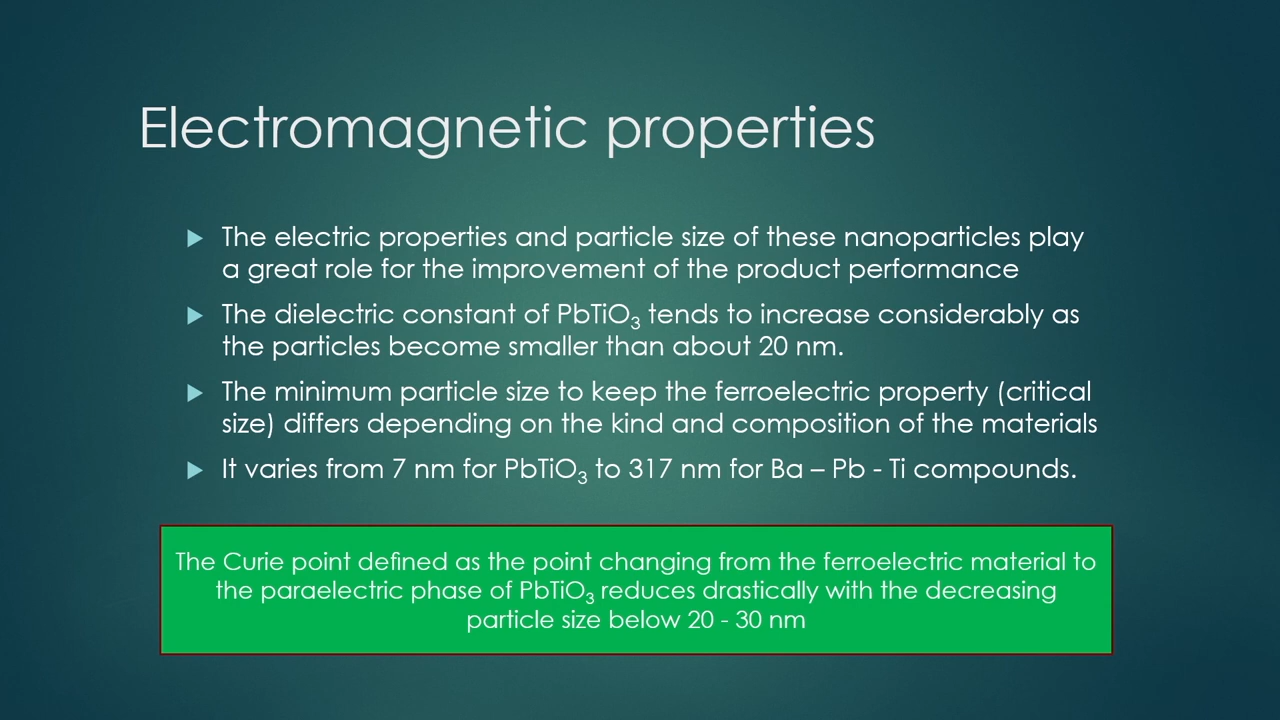 Electromagnetic properties
The electric properties and particle size of these nanoparticles play
a great role for the improvement of the product performance
The dielectric constant of PbTiO₃ tends to increase considerably as
the particles become smaller than about 20 nm.
The minimum particle size to keep the ferroelectric property (critical
size) differs depending on the kind and composition of the materials
It varies from 7 nm for PbTiO₃ to 317 nm for Ba – Pb - Ti compounds.
The Curie point defined as the point changing from the ferroelectric material to
the paraelectric phase of PbTiO₃ reduces drastically with the decreasing
particle size below 20 - 30 nm